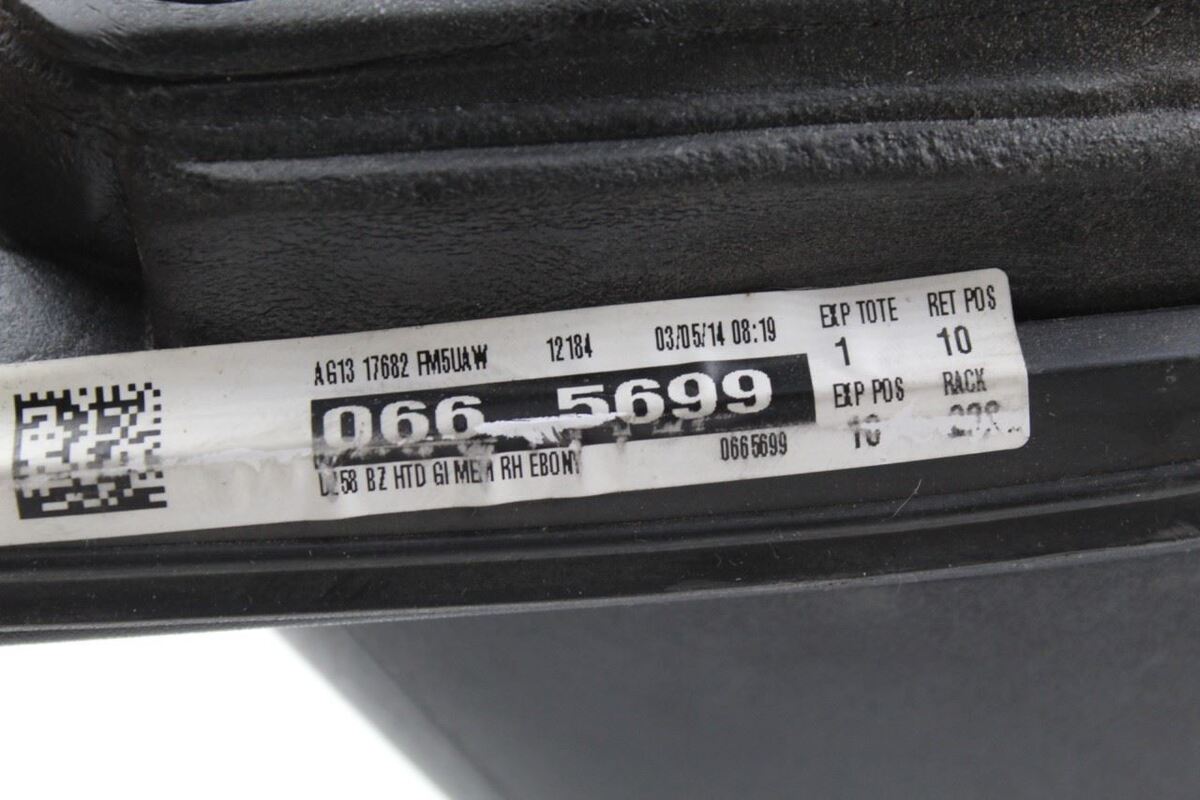 AG13 17682 FM5UAW 12184 03/05/14 08:19
066 5699
BZ HTD RH EBONY 0665699
EXP TOTE RET POS
1 10
EXP POS RACK
10